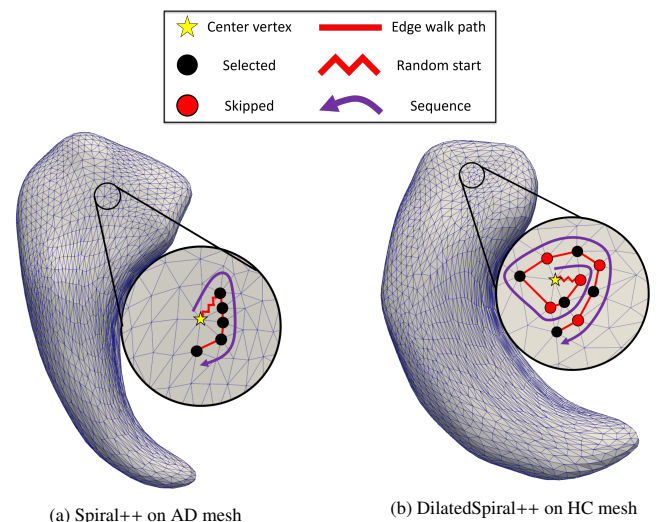 Center vertex
Edge walk path
Selected
Random start
Skipped
Sequence
(a) Spiral++ on AD mesh
(b) DilatedSpiral++ on HC mesh